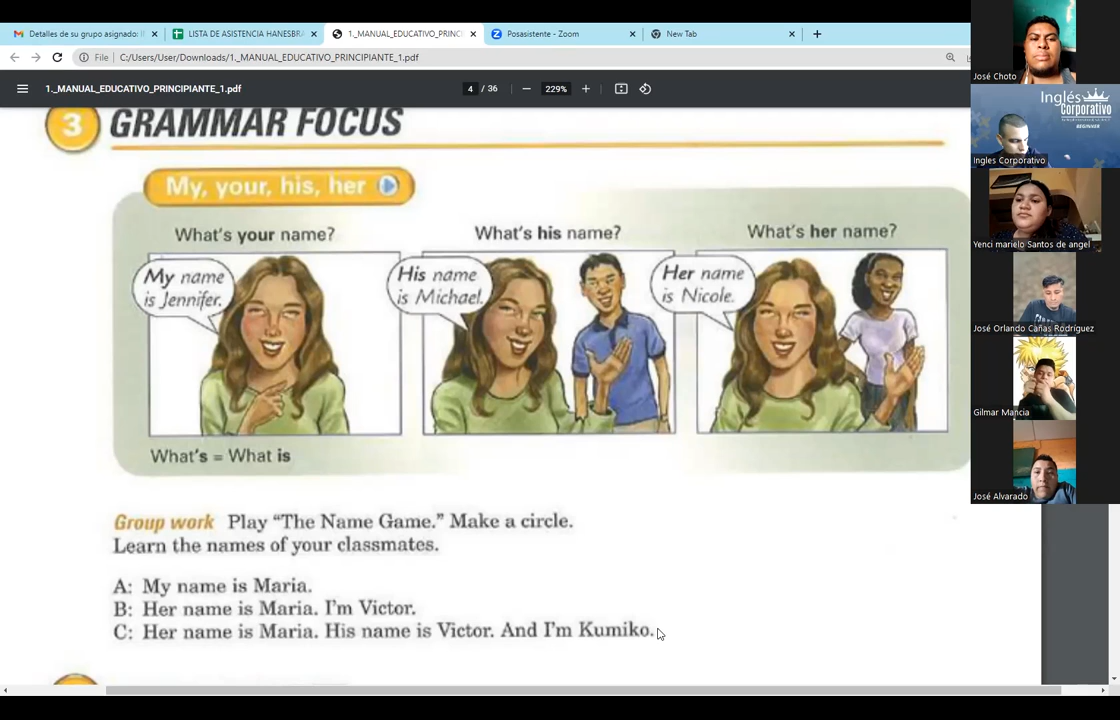 Detalles de su grupo asignado: I
LISTA DE ASISTENCIA HANESBRA
1._MANUAL_EDUCATIVO_PRINCI
Posasistente - Zoom
New Tab
File
C:/Users/User/Downloads/1._MANUAL_EDUCATIVO_PRINCIPIANTE_1.pdf
1._MANUAL_EDUCATIVO_PRINCIPIANTE_1.pdf
4 / 36
229%
3 GRAMMAR FOCUS
My, your, his, her
What's your name?
What's his name?
What's her name?
My name
is Jennifer.
His name
is Michael.
Her name
is Nicole.
What's = What is
Group work Play “The Name Game.” Make a circle.
Learn the names of your classmates.
A: My name is Maria.
B: Her name is Maria. I'm Victor.
C: Her name is Maria. His name is Victor. And I'm Kumiko.
José Choto
Inglés
Corporativo
BEGINNER
Ingles Corporativo
Yenci marielo Santos de angel
José Orlando Cañas Rodríguez
Gilmar Mancia
José Alvarado